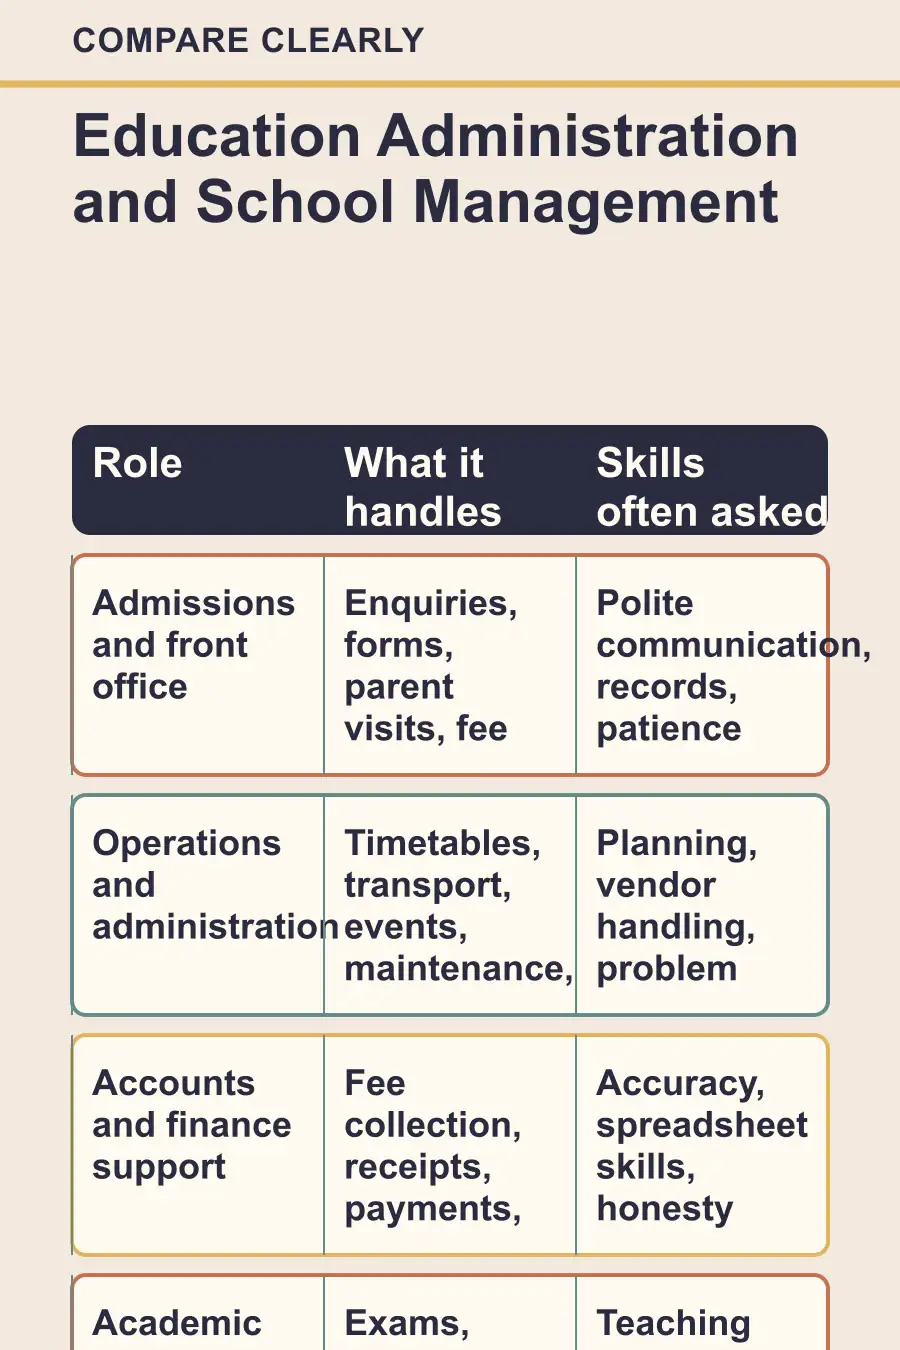 COMPARE CLEARLY
Education Administration
and School Management
Role
What it
handles
Skills
often asked
Admissions
and front
office
Enquiries,
forms,
parent
visits, fee
Polite
communication,
records,
patience
Operations
and
administration
Timetables,
transport,
events,
maintenance,
Planning,
vendor
handling,
problem
Accounts
and finance
support
Fee
collection,
receipts,
payments,
Accuracy,
spreadsheet
skills,
honesty
Academic
Exams,
Teaching